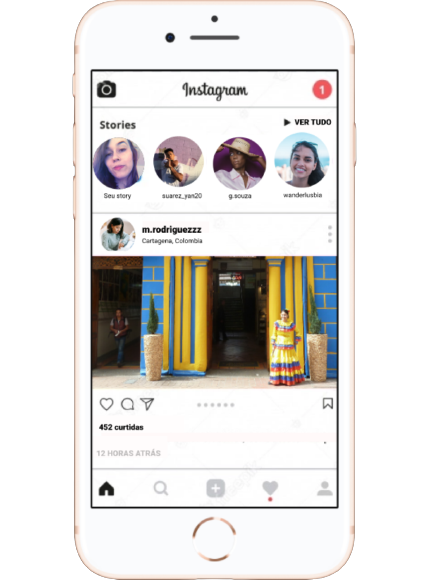 Instagram
1
Stories
▶ VER TUDO
Seu story
suarez_yan20
g.souza
wanderlusbia
m.rodriguezzz
Cartagena, Colombia
452 curtidas
12 HORAS ATRÁS